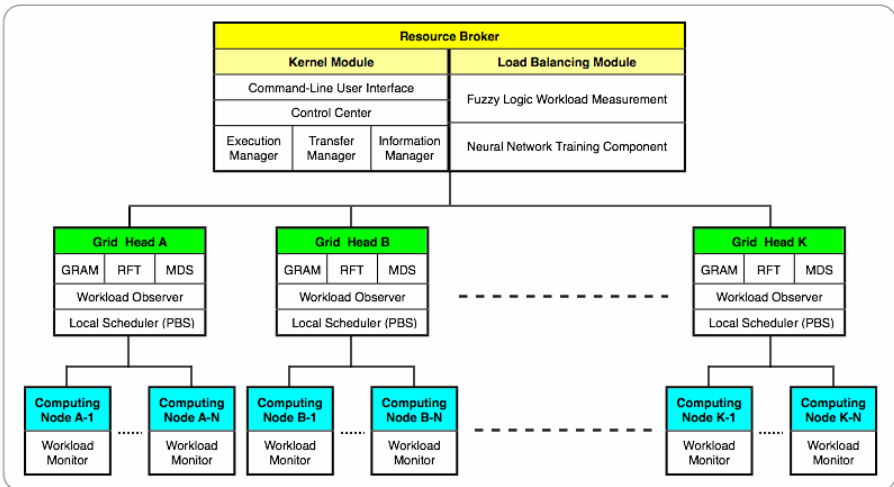 Resource Broker
Kernel Module
Load Balancing Module
Command-Line User Interface
Control Center
Execution
Manager
Transfer
Manager
Information
Manager
Fuzzy Logic Workload Measurement
Neural Network Training Component
Grid Head A
GRAM
RFT
MDS
Workload Observer
Local Scheduler (PBS)
Grid Head B
GRAM
RFT
MDS
Workload Observer
Local Scheduler (PBS)
Grid Head K
GRAM
RFT
MDS
Workload Observer
Local Scheduler (PBS)
Computing
Node A-1
Workload
Monitor
Computing
Node A-N
Workload
Monitor
Computing
Node B-1
Workload
Monitor
Computing
Node B-N
Workload
Monitor
Computing
Node K-1
Workload
Monitor
Computing
Node K-N
Workload
Monitor